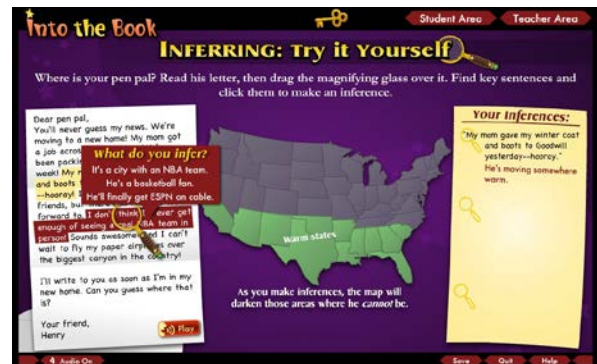 Into the Book
Student Area
Teacher Area
INFERRING: Try it Yourself
Where is your pen pal? Read his letter, then drag the magnifying glass over it. Find key sentences and
click them to make an inference.
Dear pen pal,
You'll never guess my news. We're
moving to a new home! My mom got
a job acros
been packi
week! My
and boots
--hooray!
friends, but
forward to. I don't think I ever get
enough of seeing a real NBA team in
person! Sounds awesome! And I can't
wait to fly my paper airplanes over
the biggest canyon in the country!
I'll write to you as soon as I'm in my
new home. Can you guess where that
is?
Your friend,
Henry
Play
What do you infer?
It's a city with an NBA team.
He's a basketball fan.
He'll finally get ESPN on cable.
Warm states
As you make inferences, the map will
darken those areas where he cannot be.
Your Inferences:
"My mom gave my winter coat
and boots to Goodwill
yesterday--hooray."
He's moving somewhere
warm.
Audio On
Save
Quit
Help